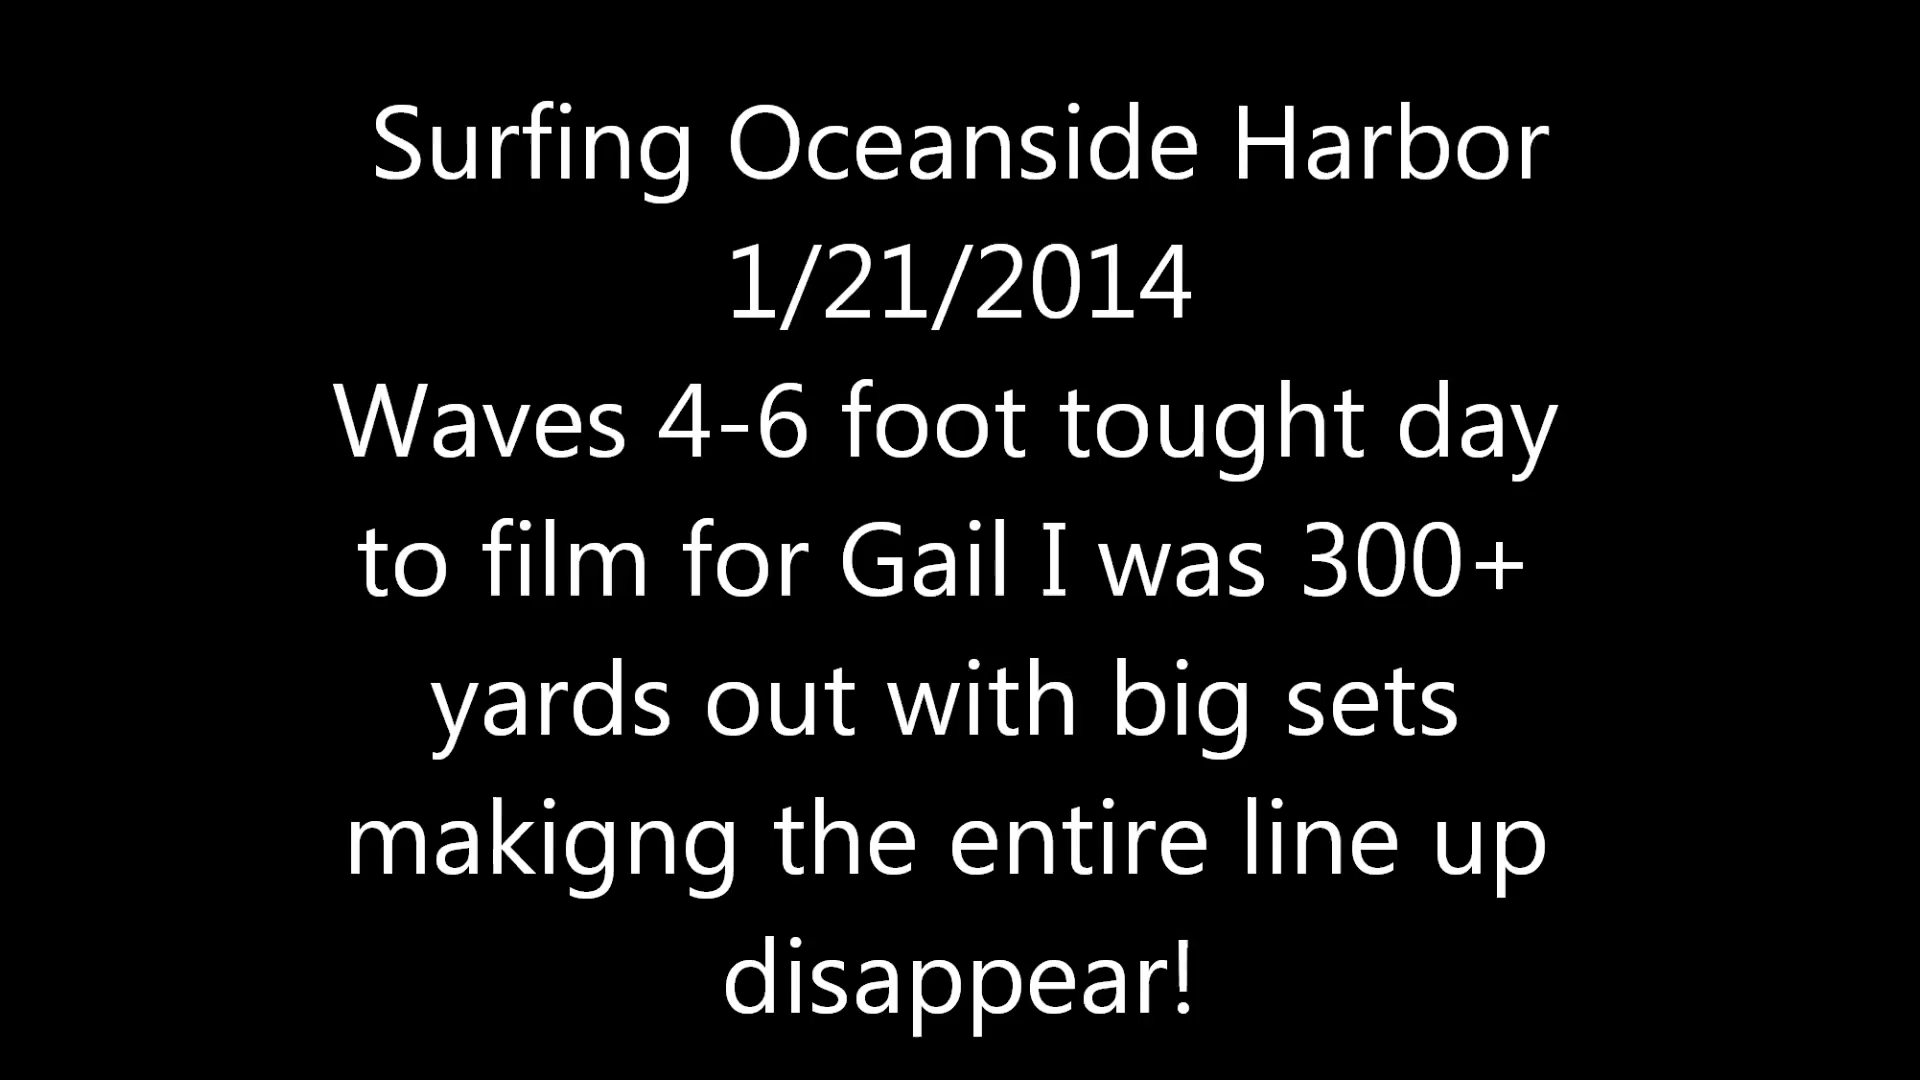 Surfing Oceanside Harbor
1/21/2014
Waves 4-6 foot tought day
to film for Gail I was 300+
yards out with big sets
makigng the entire line up
disappear!